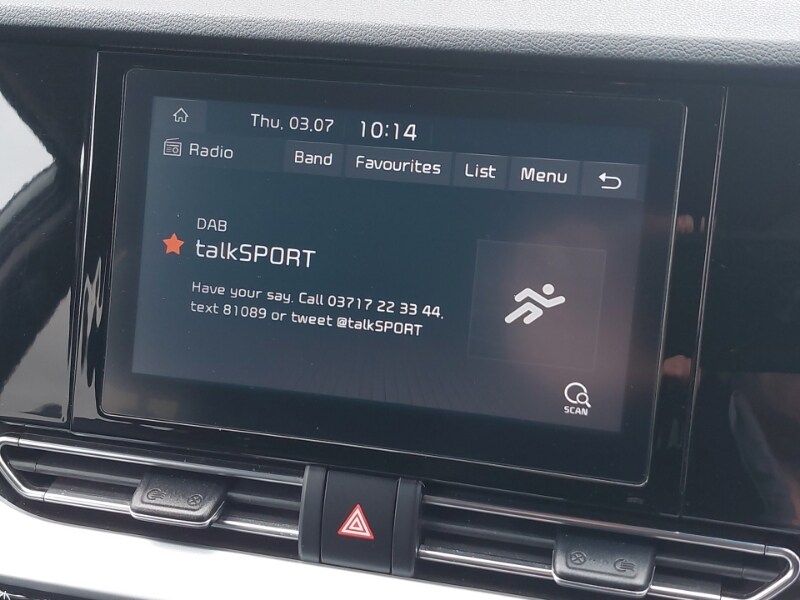 Thu, 03.07 10:14
Radio Band Favourites List Menu
DAB
talkSPORT
Have your say. Call 03717 22 33 44,
text 81089 or tweet @talkSPORT
SCAN